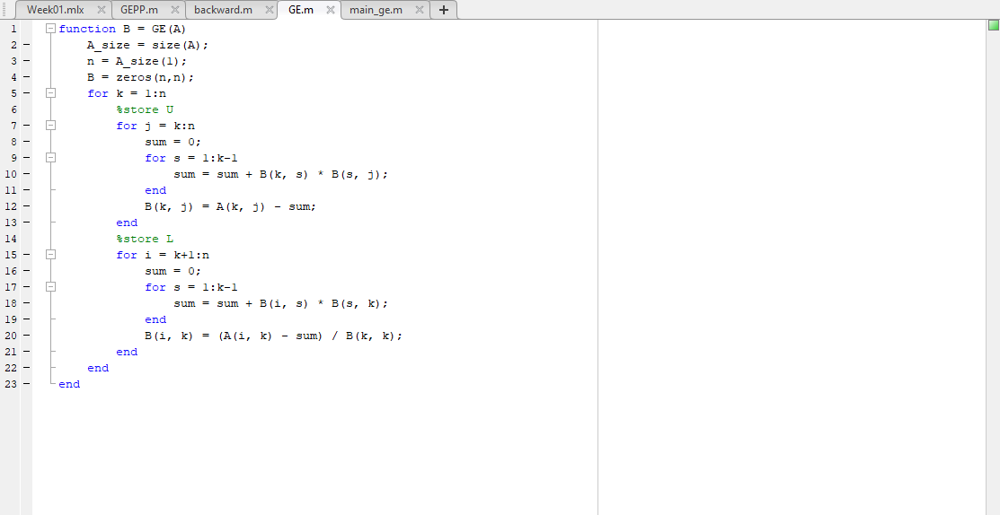 Week01.mlx GEPP.m backward.m GE.m main_ge.m
1 function B = GE(A)
2 A_size = size(A);
3 n = A_size(1);
4 B = zeros(n,n);
5 for k = 1:n
6 %store U
7 for j = k:n
8 sum = 0;
9 for s = 1:k-1
10 sum = sum + B(k, s) * B(s, j);
11 end
12 B(k, j) = A(k, j) - sum;
13 end
14 %store L
15 for i = k+1:n
16 sum = 0;
17 for s = 1:k-1
18 sum = sum + B(i, s) * B(s, k);
19 end
20 B(i, k) = (A(i, k) - sum) / B(k, k);
21 end
22 end
23 end